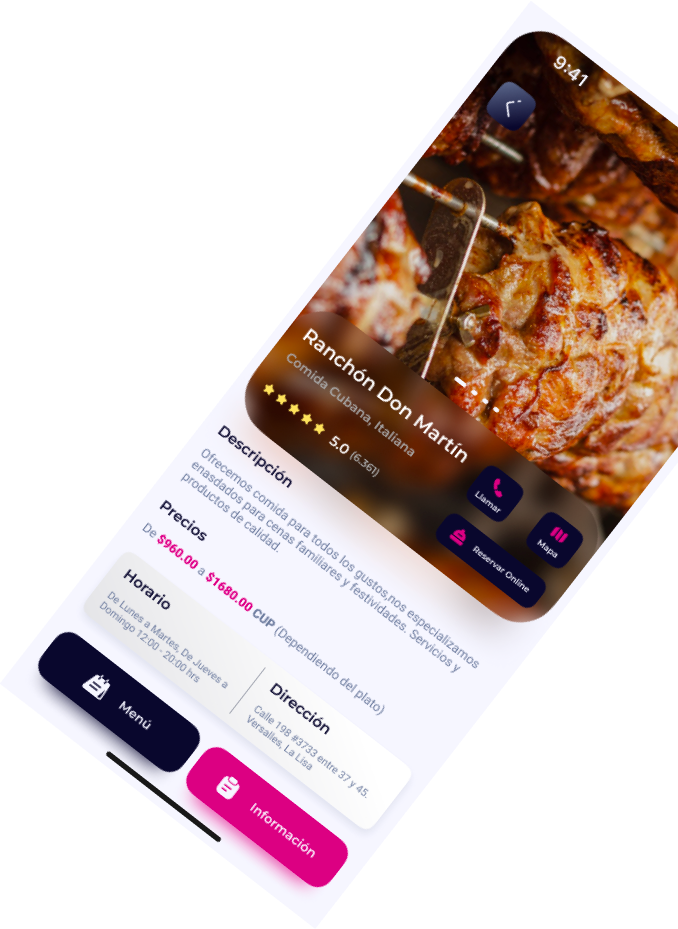 9:41
Ranchón Don Martín
Comida Cubana, Italiana
5.0 (6.361)
Llamar
Mapa
Reservar Online
Descripción
Ofrecemos comida para todos los gustos,nos especializamos
enasdados para cenas familiares y festividades. Servicios y
productos de calidad.
Precios
De $960.00 a $1680.00 CUP (Dependiendo del plato)
Horario
De Lunes a Martes, De Jueves a
Domingo 12:00 - 20:00 hrs
Dirección
Calle 198 #3733 entre 37 y 45.
Versalles, La Lisa
Menú
Información